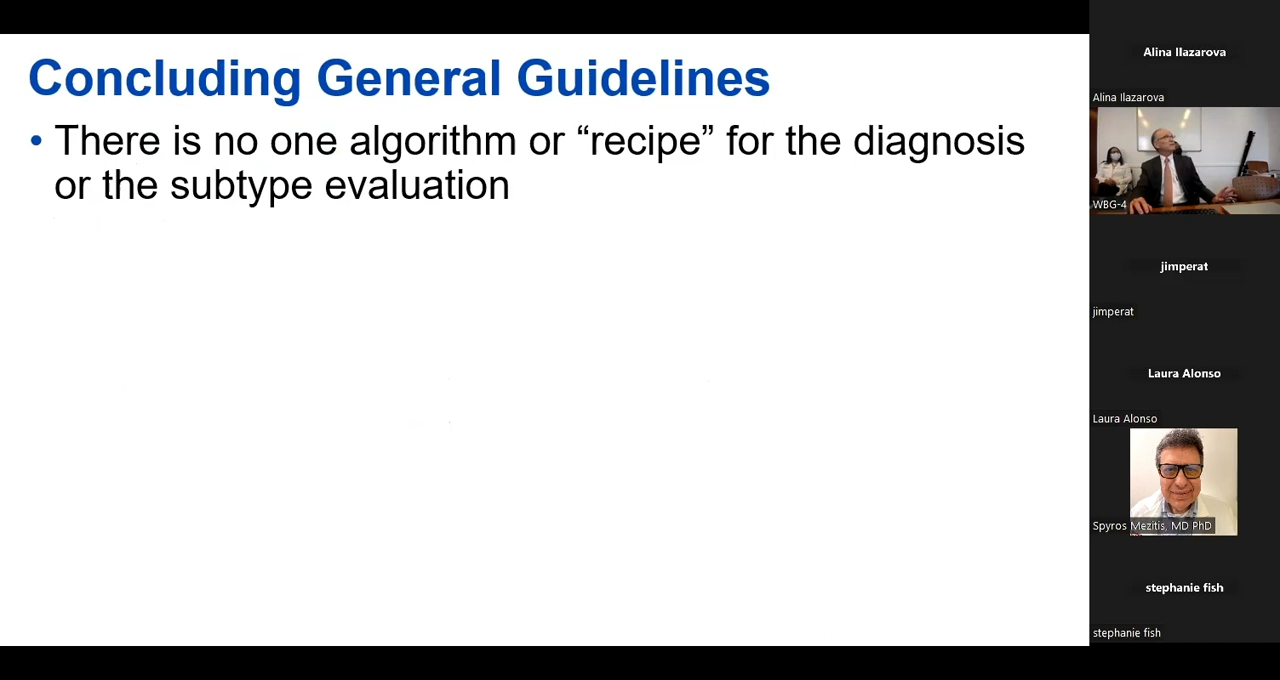 Concluding General Guidelines
• There is no one algorithm or “recipe” for the diagnosis
or the subtype evaluation
Alina Ilazarova
Alina Ilazarova
WBG-4
jimperat
jimperat
Laura Alonso
Laura Alonso
Spyros Mezitis, MD PhD
stephanie fish
stephanie fish